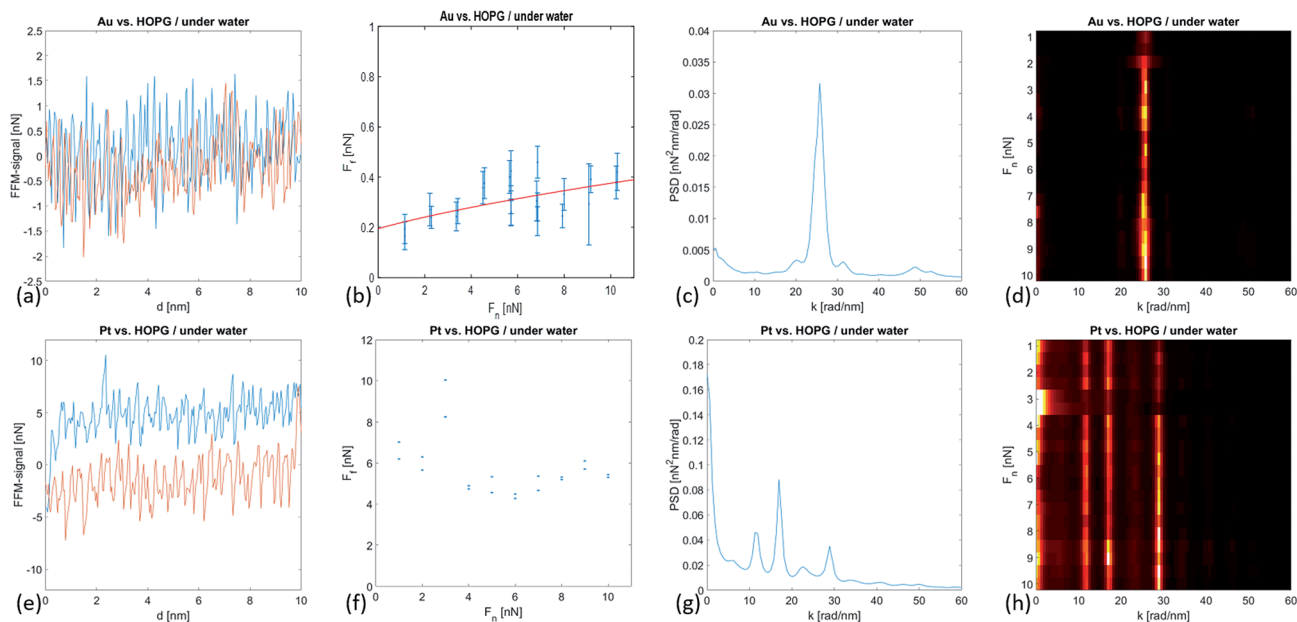 Au vs. HOPG / under water
FFM-signal [nN]
2.5
2
1.5
1
0.5
0
-0.5
-1
-1.5
-2
-2.5
0 2 4 6 8 10
d [nm]
(a)
Au vs. HOPG / under water
Fr [nN]
1
0.8
0.6
0.4
0.2
0
0 2 4 6 8 10
Fn [nN]
(b)
Au vs. HOPG / under water
PSD [nN²nm/rad]
0.04
0.035
0.03
0.025
0.02
0.015
0.01
0.005
0
0 10 20 30 40 50 60
k [rad/nm]
(c)
Au vs. HOPG / under water
Fn [nN]
1
2
3
4
5
6
7
8
9
10
0 10 20 30 40 50 60
k [rad/nm]
(d)
Pt vs. HOPG / under water
FFM-signal [nN]
10
5
0
-5
-10
0 2 4 6 8 10
d [nm]
(e)
Pt vs. HOPG / under water
Ff [nN]
12
10
8
6
4
2
0
0 2 4 6 8 10
Fn [nN]
(f)
Pt vs. HOPG / under water
PSD [nN²nm/rad]
0.2
0.18
0.16
0.14
0.12
0.1
0.08
0.06
0.04
0.02
0
0 10 20 30 40 50 60
k [rad/nm]
(g)
Pt vs. HOPG / under water
Fn [nN]
1
2
3
4
5
6
7
8
9
10
0 10 20 30 40 50 60
k [rad/nm]
(h)